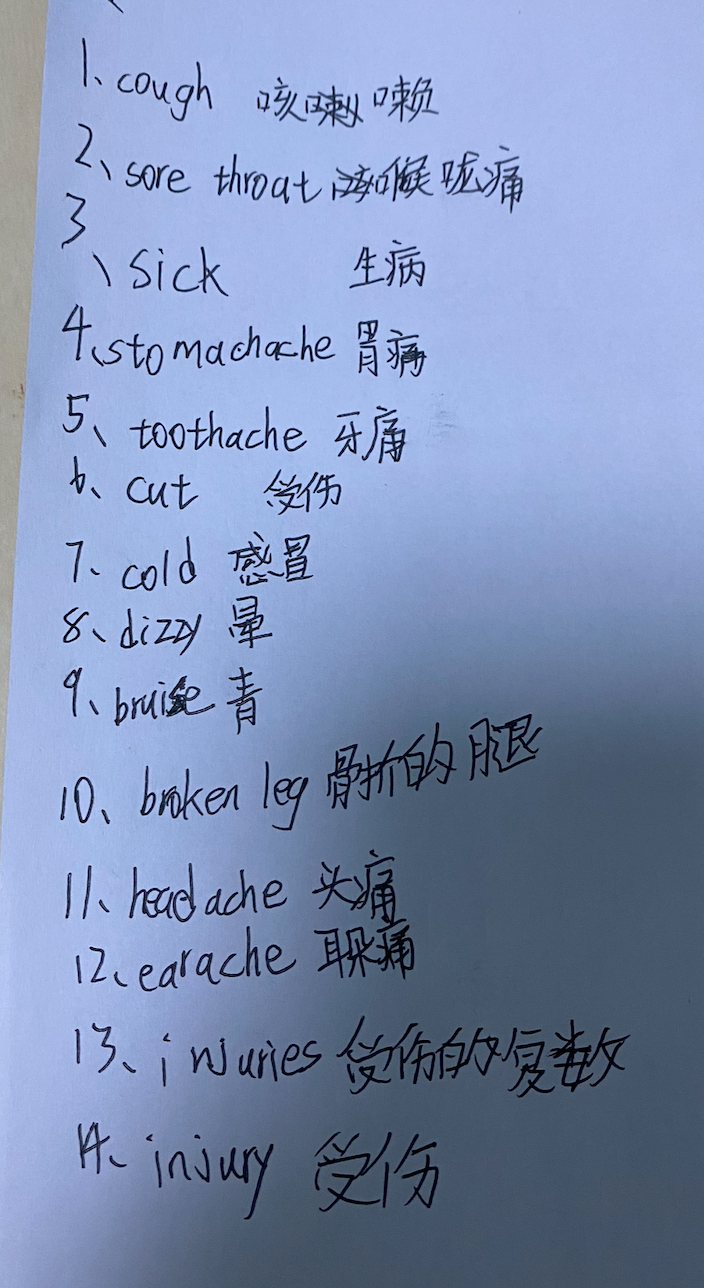 1、cough 咳嗽 嗽
2、sore throat 喉咙痛
3
、sick 生病
4、stomachache 胃痛
5、toothache 牙痛
6、cut 受伤
7、cold 感冒
8、dizzy 晕
9、bruise 青
10、broken leg 骨折的腿
11、headache 头痛
12、earache 耳朵痛
13、injuries 受伤的复数
14、injury 受伤